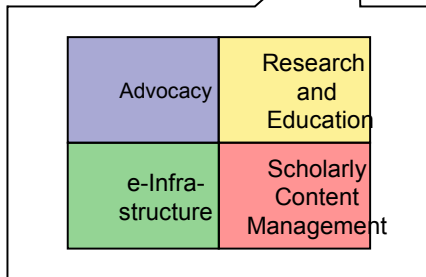 Advocacy
Research
and
Education
e-Infra-
structure
Scholarly
Content
Management